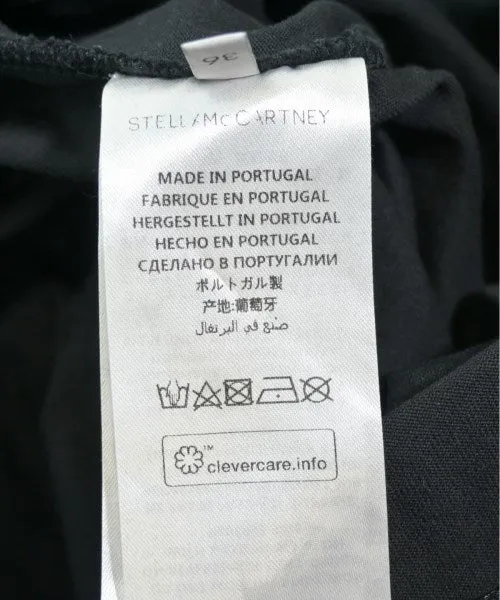 36
STELLA McCARTNEY
MADE IN PORTUGAL
FABRIQUE EN PORTUGAL
HERGESTELLT IN PORTUGAL
HECHO EN PORTUGAL
СДЕЛАНО В ПОРТУГАЛИИ
ポルトガル製
产地:葡萄牙
صنع في البرتغال
™
clevercare.info